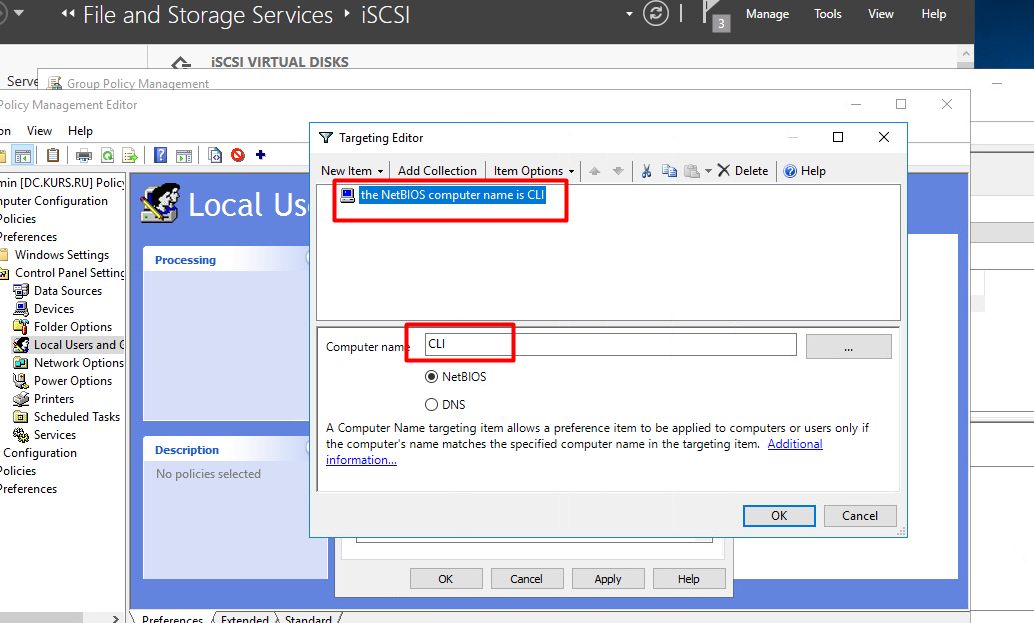 File and Storage Services
iSCSI
3
Manage
Tools
View
Help
iSCSI VIRTUAL DISKS
Serve
Group Policy Management
Policy Management Editor
on
View
Help
min [DC.KURS.RU] Policy
mputer Configuration
Policies
Preferences
Windows Settings
Control Panel Setting
Data Sources
Devices
Folder Options
Local Users and G
Network Options
Power Options
Printers
Scheduled Tasks
Services
Configuration
Policies
Preferences
Local Us
Processing
Description
No policies selected
Targeting Editor
New Item
Add Collection
Item Options
Delete
Help
the NetBIOS computer name is CLI
Computer name
CLI
...
NetBIOS
DNS
A Computer Name targeting item allows a preference item to be applied to computers or users only if
the computer's name matches the specified computer name in the targeting item. Additional
information...
OK
Cancel
OK
Cancel
Apply
Help
Preferences
Extended
Standard